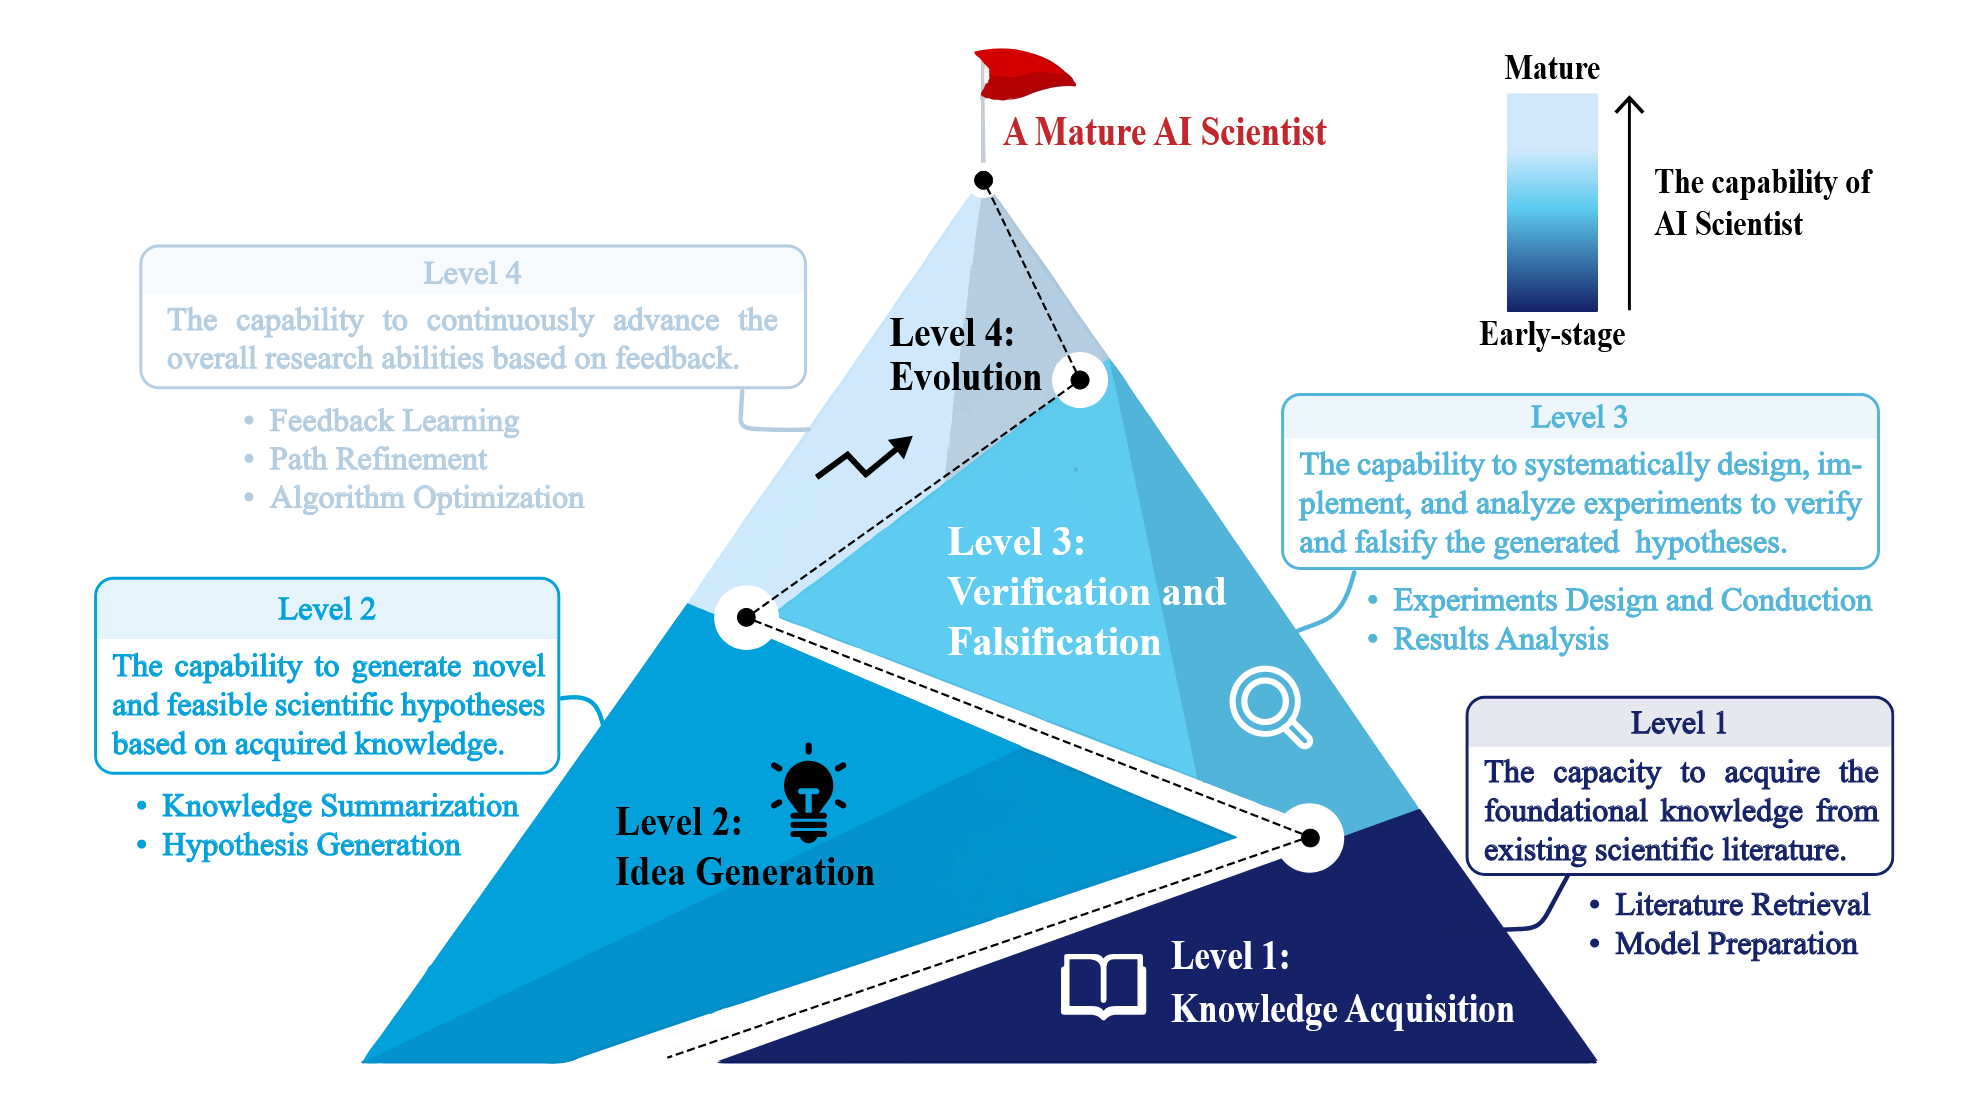 A Mature AI Scientist
Mature
The capability of
AI Scientist
Early-stage
Level 4
The capability to continuously advance the
overall research abilities based on feedback.
• Feedback Learning
• Path Refinement
• Algorithm Optimization
Level 4:
Evolution
Level 3
The capability to systematically design, im-
plement, and analyze experiments to verify
and falsify the generated hypotheses.
• Experiments Design and Conduction
• Results Analysis
Level 3:
Verification and
Falsification
Level 2
The capability to generate novel
and feasible scientific hypotheses
based on acquired knowledge.
• Knowledge Summarization
• Hypothesis Generation
Level 2:
Idea Generation
Level 1
The capacity to acquire the
foundational knowledge from
existing scientific literature.
• Literature Retrieval
• Model Preparation
Level 1:
Knowledge Acquisition